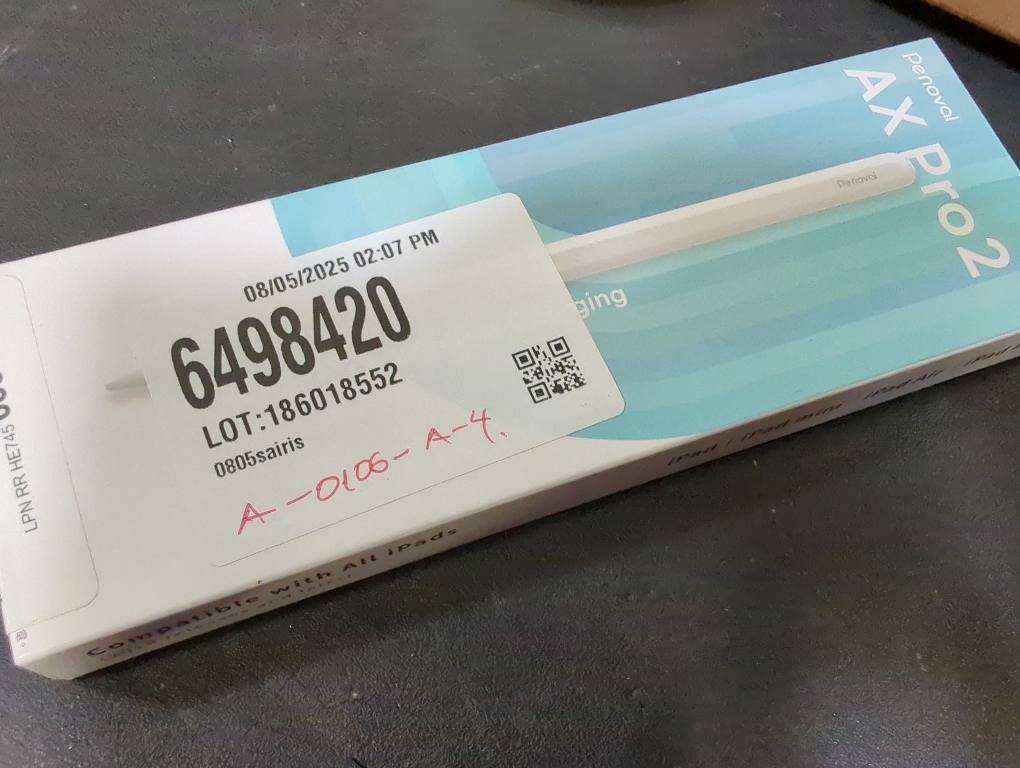 Penoval
AX Pro 2
Penoval
ging
08/05/2025 02:07 PM
6498420
LOT:186018552
0805sairis
A-0106-A-4.
LPN RR HE745
Compatible with All iPads
iPad / iPad mini / iPad Air / iPad